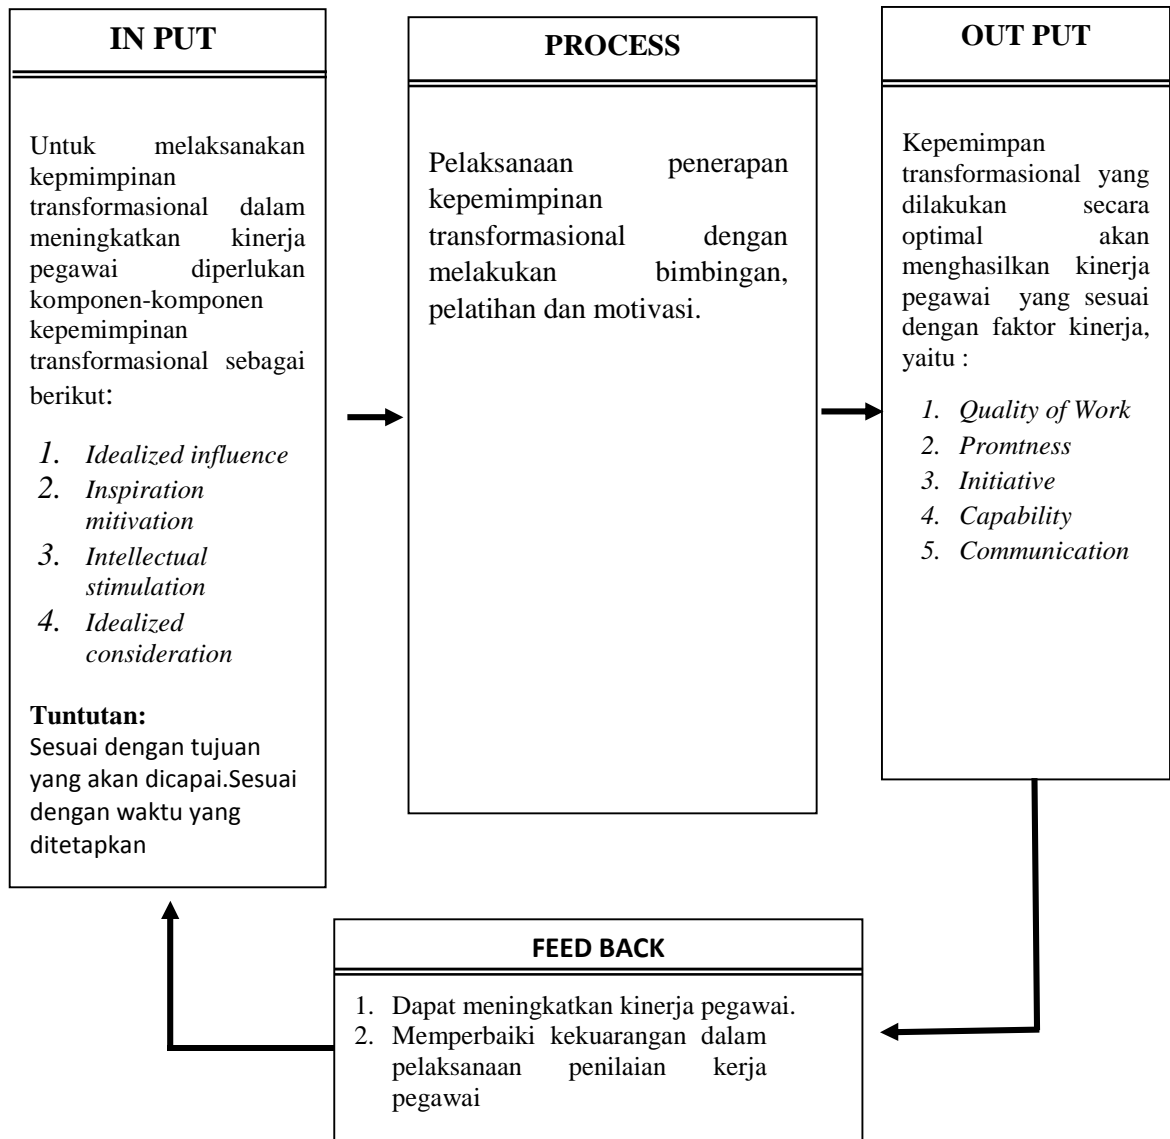 IN PUT
Untuk melaksanakan
kepmimpinan
transformasional dalam
meningkatkan kinerja
pegawai diperlukan
komponen-komponen
kepemimpinan
transformasional sebagai
berikut:
1. Idealized influence
2. Inspiration
mitivation
3. Intellectual
stimulation
4. Idealized
consideration
Tuntutan:
Sesuai dengan tujuan
yang akan dicapai.Sesuai
dengan waktu yang
ditetapkan
PROCESS
Pelaksanaan penerapan
kepemimpinan
transformasional dengan
melakukan bimbingan,
pelatihan dan motivasi.
OUT PUT
Kepemimpan
transformasional yang
dilakukan secara
optimal akan
menghasilkan kinerja
pegawai yang sesuai
dengan faktor kinerja,
yaitu :
1. Quality of Work
2. Promtness
3. Initiative
4. Capability
5. Communication
FEED BACK
1. Dapat meningkatkan kinerja pegawai.
2. Memperbaiki kekuarangan dalam
pelaksanaan penilaian kerja
pegawai